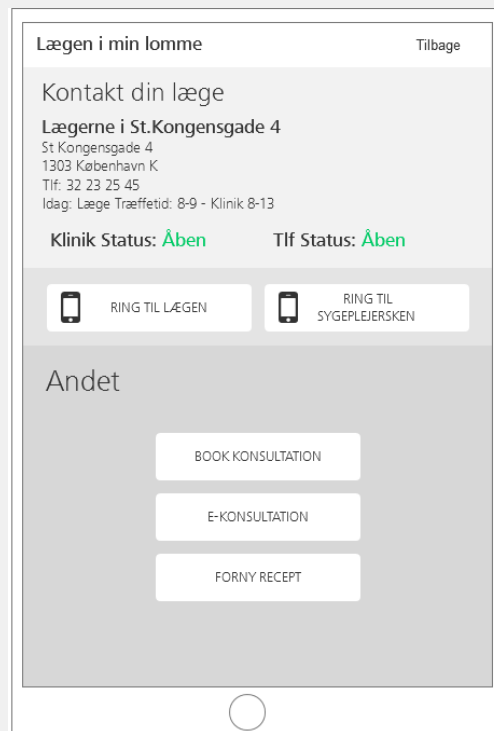 Lægen i min lomme
Tilbage
Kontakt din læge
Lægerne i St.Kongensgade 4
St Kongensgade 4
1303 København K
Tlf: 32 23 25 45
Idag: Læge Træffetid: 8-9 - Klinik 8-13
Klinik Status: Åben
Tlf Status: Åben
RING TIL LÆGEN
RING TIL
SYGEPLEJERSKEN
Andet
BOOK KONSULTATION
E-KONSULTATION
FORNY RECEPT